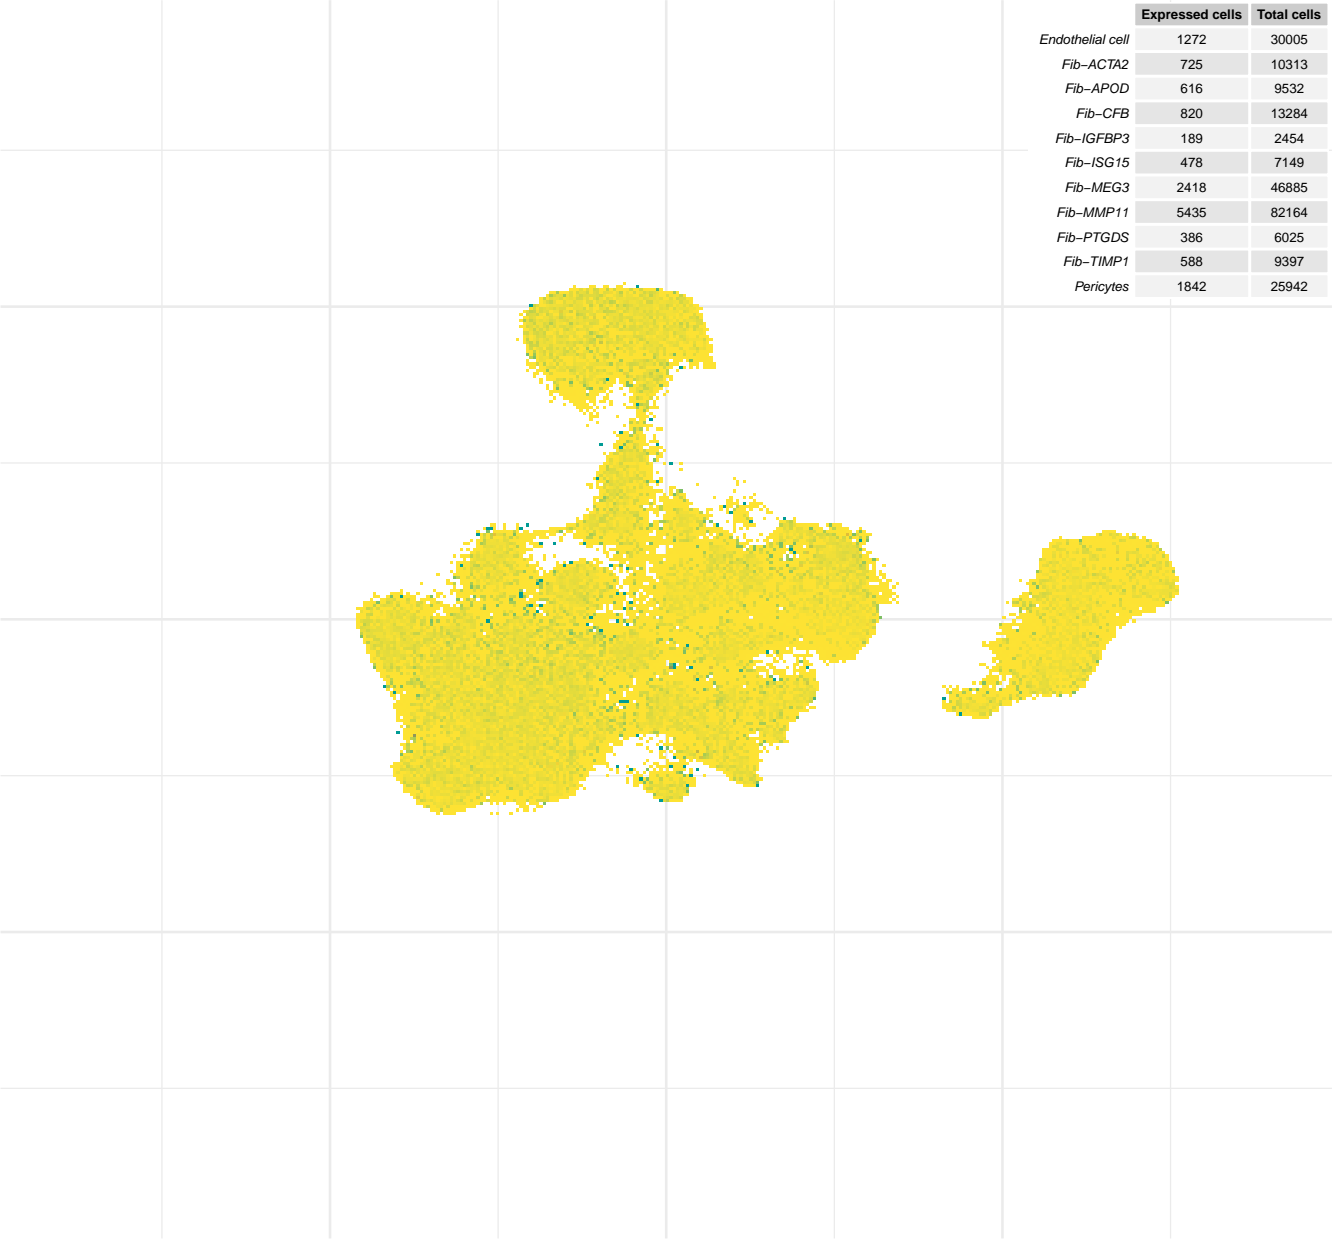 Expressed cells Total cells
Endothelial cell 1272 30005
Fib−ACTA2 725 10313
Fib−APOD 616 9532
Fib−CFB 820 13284
Fib−IGFBP3 189 2454
Fib−ISG15 478 7149
Fib−MEG3 2418 46885
Fib−MMP11 5435 82164
Fib−PTGDS 386 6025
Fib−TIMP1 588 9397
Pericytes 1842 25942